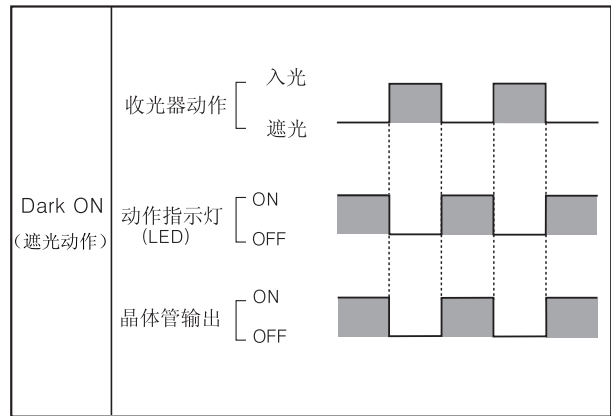 Dark ON
(遮光动作)
收光器动作
入光
遮光
动作指示灯
(LED)
ON
OFF
晶体管输出
ON
OFF